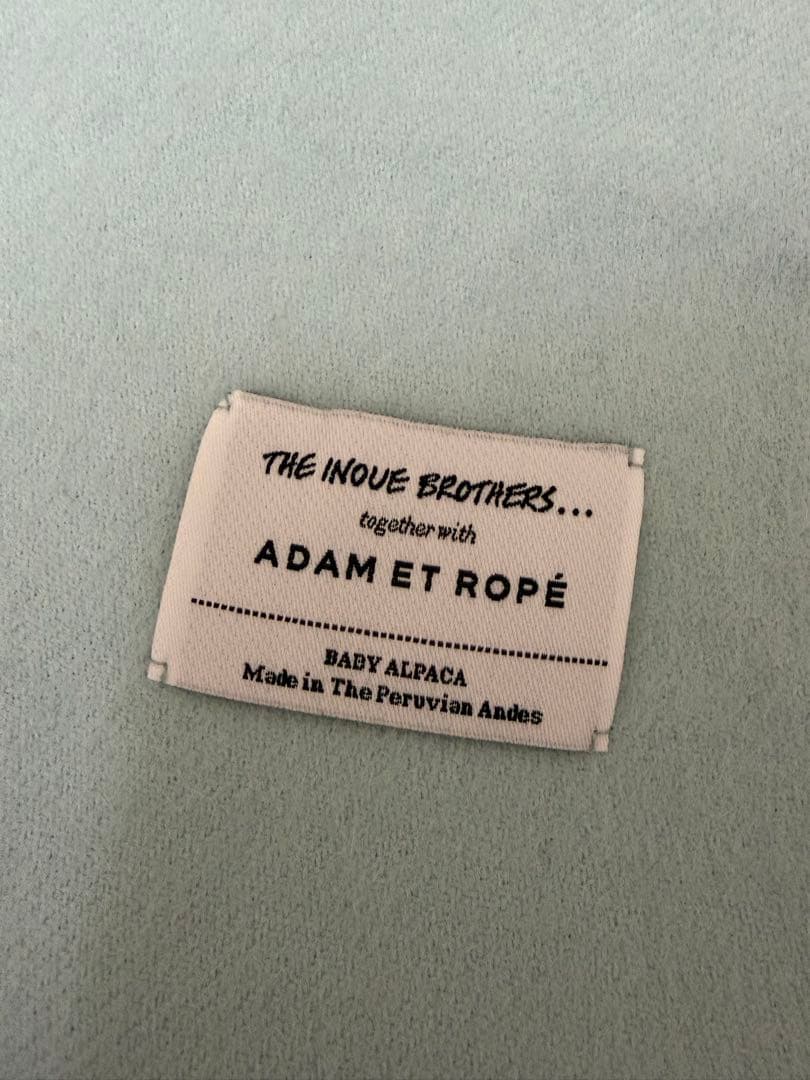 THE INOUE BROTHERS...
together with
ADAM ET ROPÉ
BABY ALPACA
Made in The Peruvian Andes